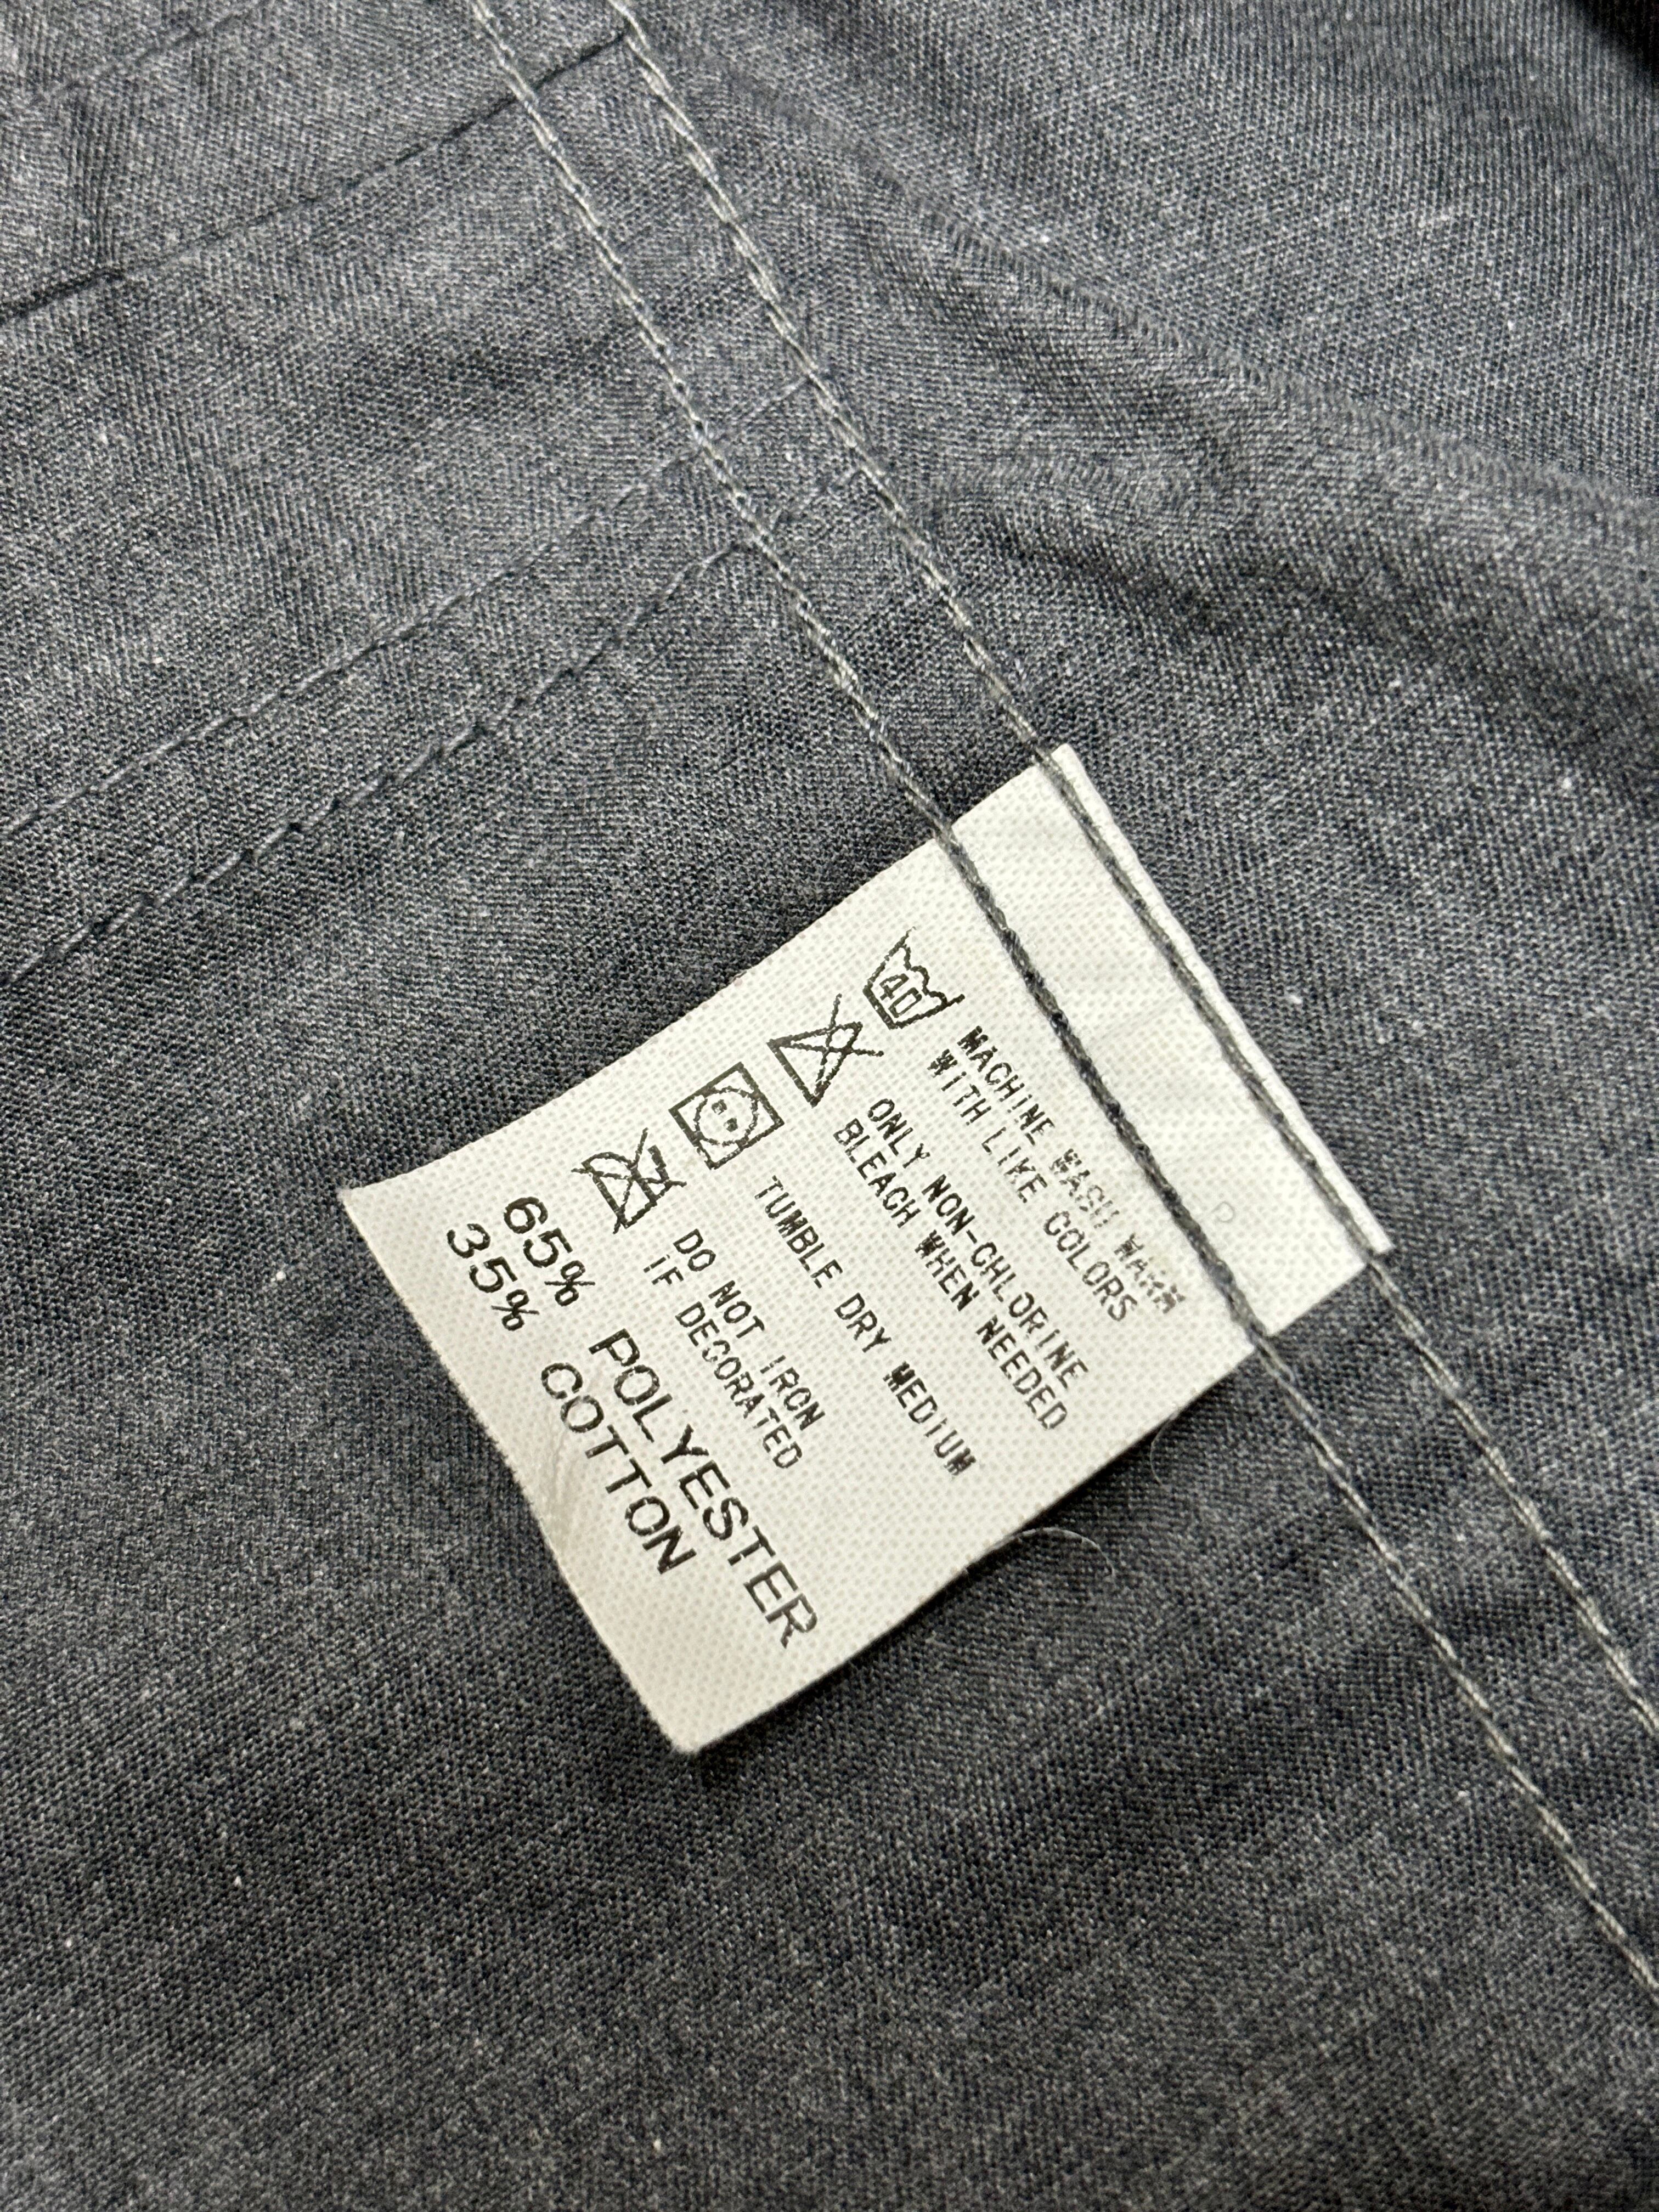 40
MACHINE WASH WARM
WITH LIKE COLORS
ONLY NON-CHLORINE
BLEACH WHEN NEEDED
TUMBLE DRY MEDIUM
DO NOT IRON
IF DECORATED
65% POLYESTER
35% COTTON